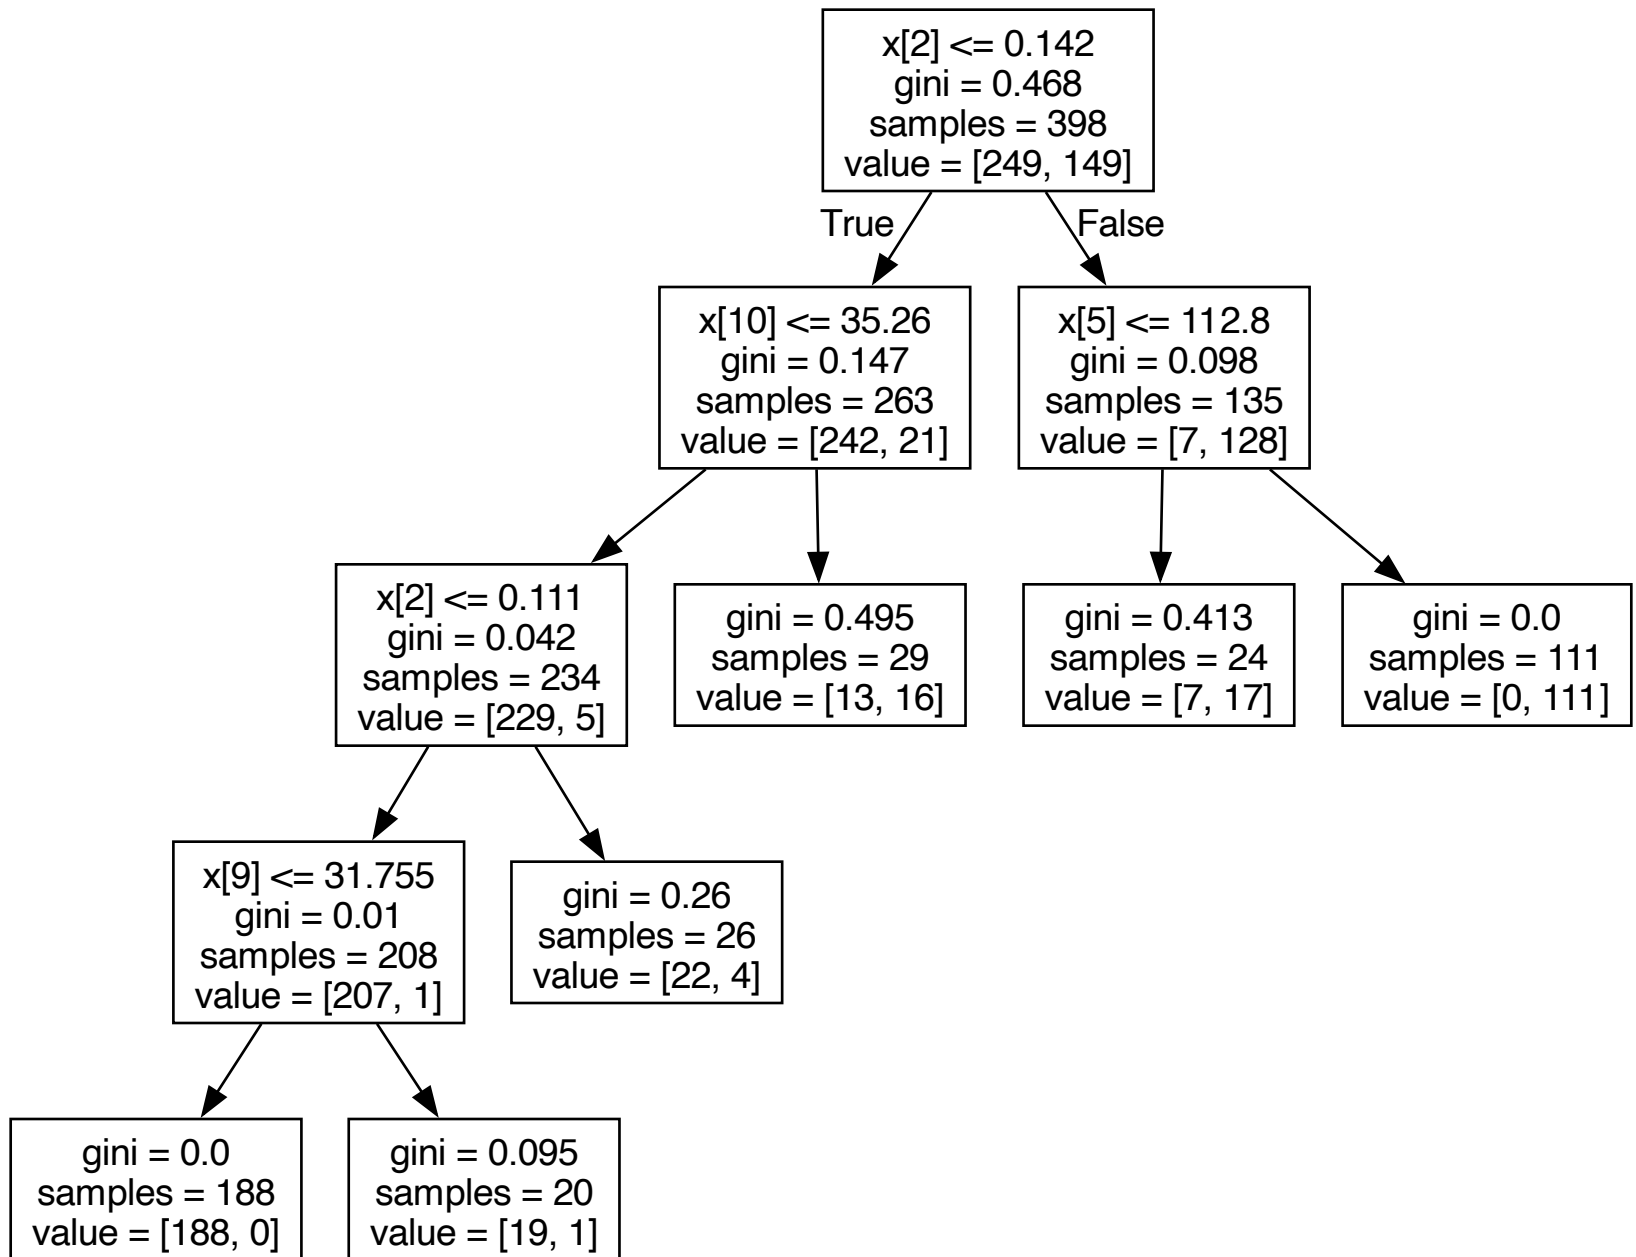 x[2] <= 0.142
gini = 0.468
samples = 398
value = [249, 149]
True
False
x[10] <= 35.26
gini = 0.147
samples = 263
value = [242, 21]
x[5] <= 112.8
gini = 0.098
samples = 135
value = [7, 128]
x[2] <= 0.111
gini = 0.042
samples = 234
value = [229, 5]
gini = 0.495
samples = 29
value = [13, 16]
gini = 0.413
samples = 24
value = [7, 17]
gini = 0.0
samples = 111
value = [0, 111]
x[9] <= 31.755
gini = 0.01
samples = 208
value = [207, 1]
gini = 0.26
samples = 26
value = [22, 4]
gini = 0.0
samples = 188
value = [188, 0]
gini = 0.095
samples = 20
value = [19, 1]